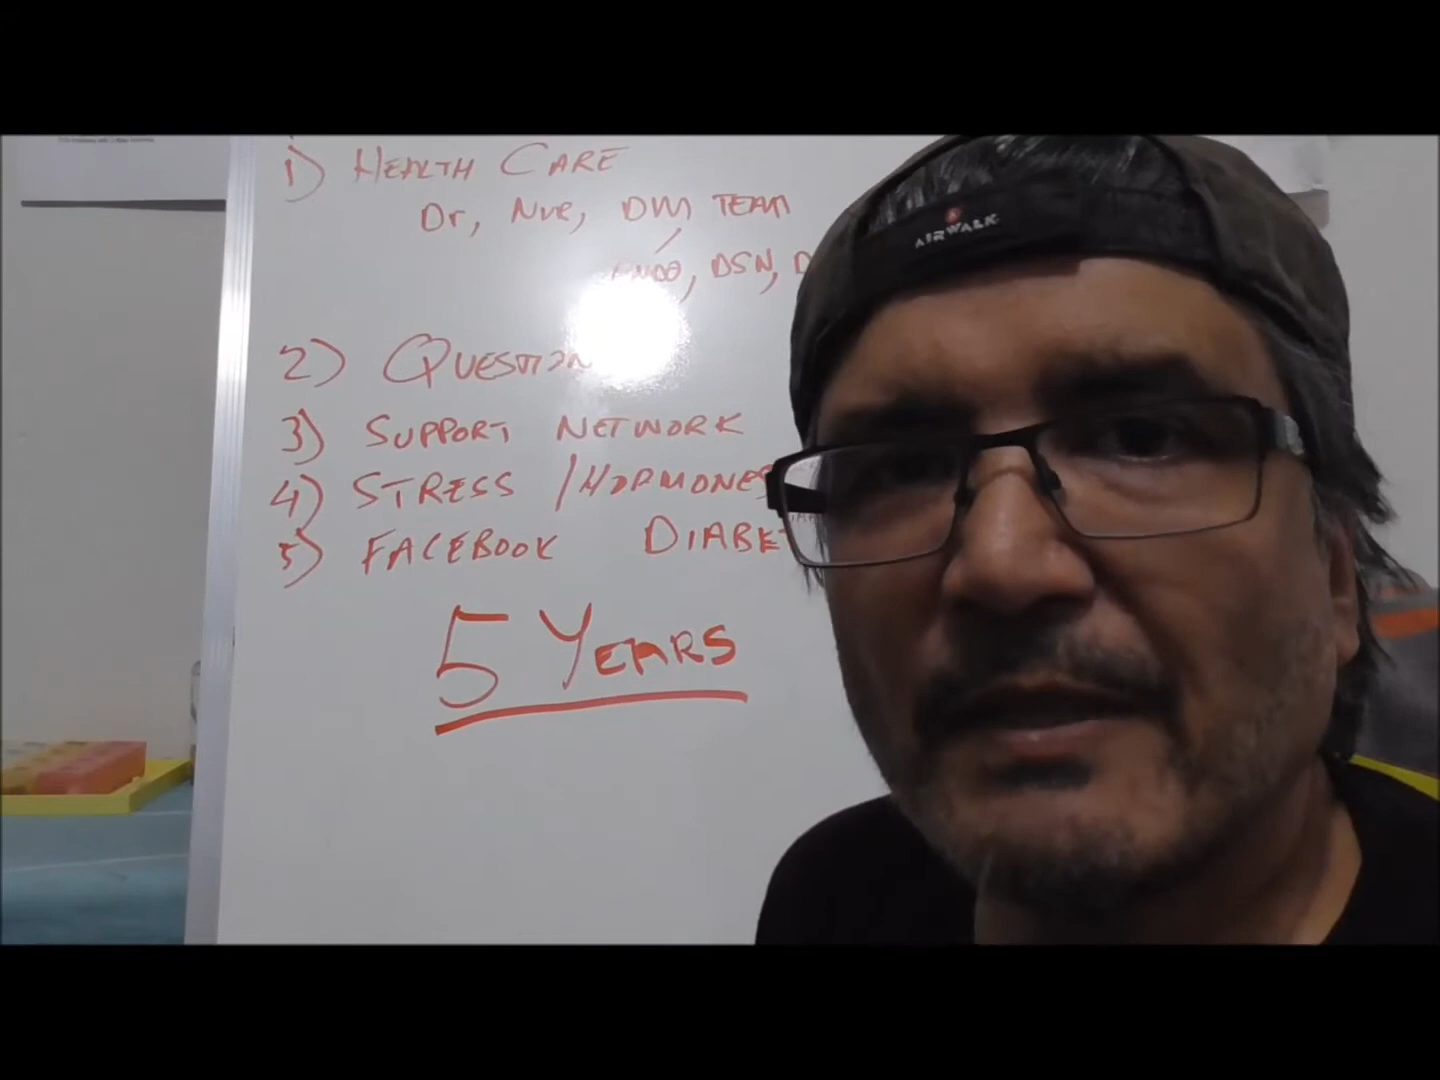 1) HEALTH CARE
Dr, NUR, DM TEAM
ENDO, DSN, D
2) QUESTION
3) SUPPORT NETWORK
4) STRESS / HORMONES
5) FACEBOOK DIABET
5 YEARS
AIRWALK